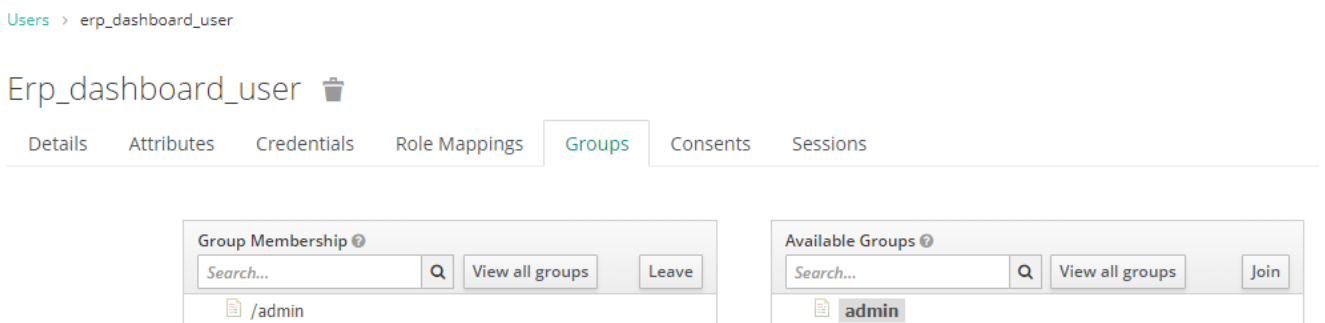 Users > erp_dashboard_user
Erp_dashboard_user
Details Attributes Credentials Role Mappings Groups Consents Sessions
Group Membership
Search... View all groups Leave
/admin
Available Groups
Search... View all groups Join
admin